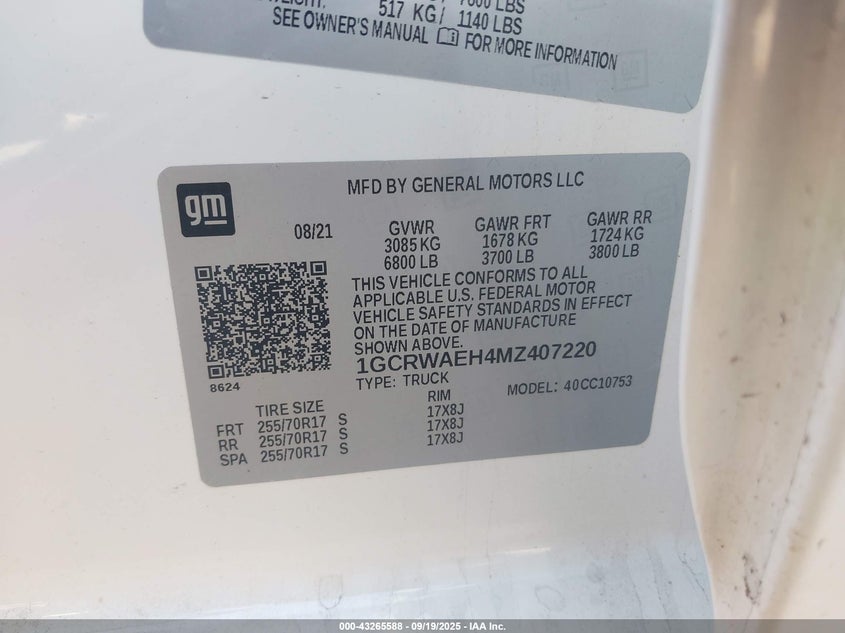 517 KG/ 1140 LBS
SEE OWNER'S MANUAL FOR MORE INFORMATION
gm
MFD BY GENERAL MOTORS LLC
08/21
GVWR GAWR FRT GAWR RR
3085 KG 1678 KG 1724 KG
6800 LB 3700 LB 3800 LB
THIS VEHICLE CONFORMS TO ALL
APPLICABLE U.S. FEDERAL MOTOR
VEHICLE SAFETY STANDARDS IN EFFECT
ON THE DATE OF MANUFACTURE
SHOWN ABOVE.
1GCRWAEH4MZ407220
8624
TYPE: TRUCK MODEL: 40CC10753
TIRE SIZE RIM
FRT 255/70R17 S 17X8J
RR 255/70R17 S 17X8J
SPA 255/70R17 S 17X8J
000-43265588 - 09/19/2025 - IAA Inc.